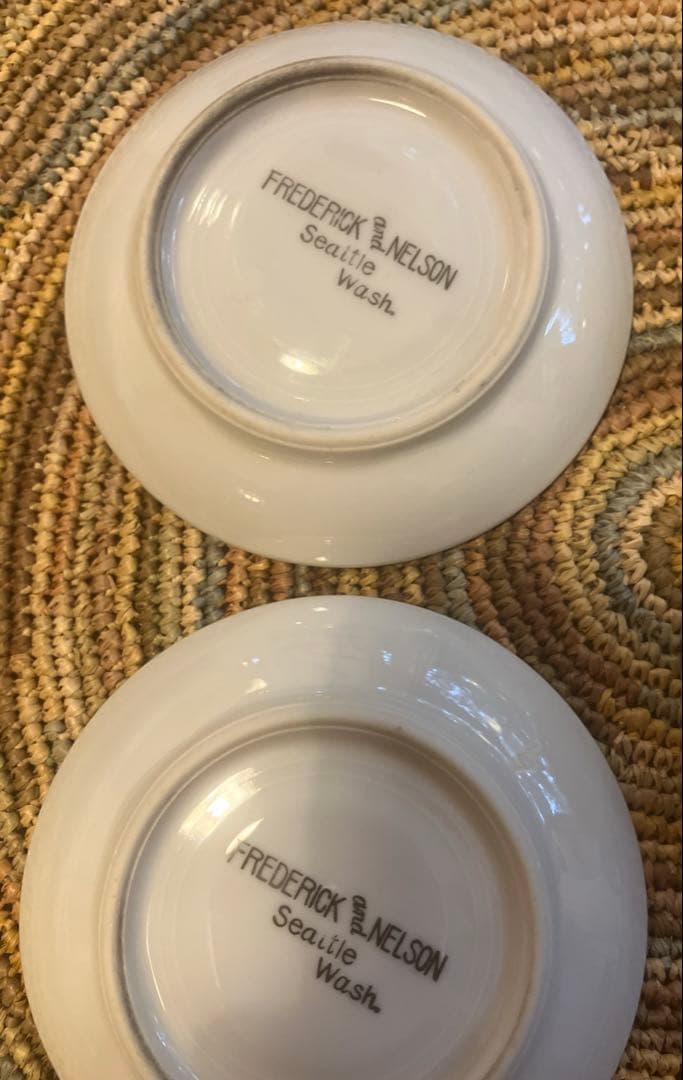 FREDERICK and NELSON
Seattle
Wash.
FREDERICK and NELSON
Seattle
Wash.